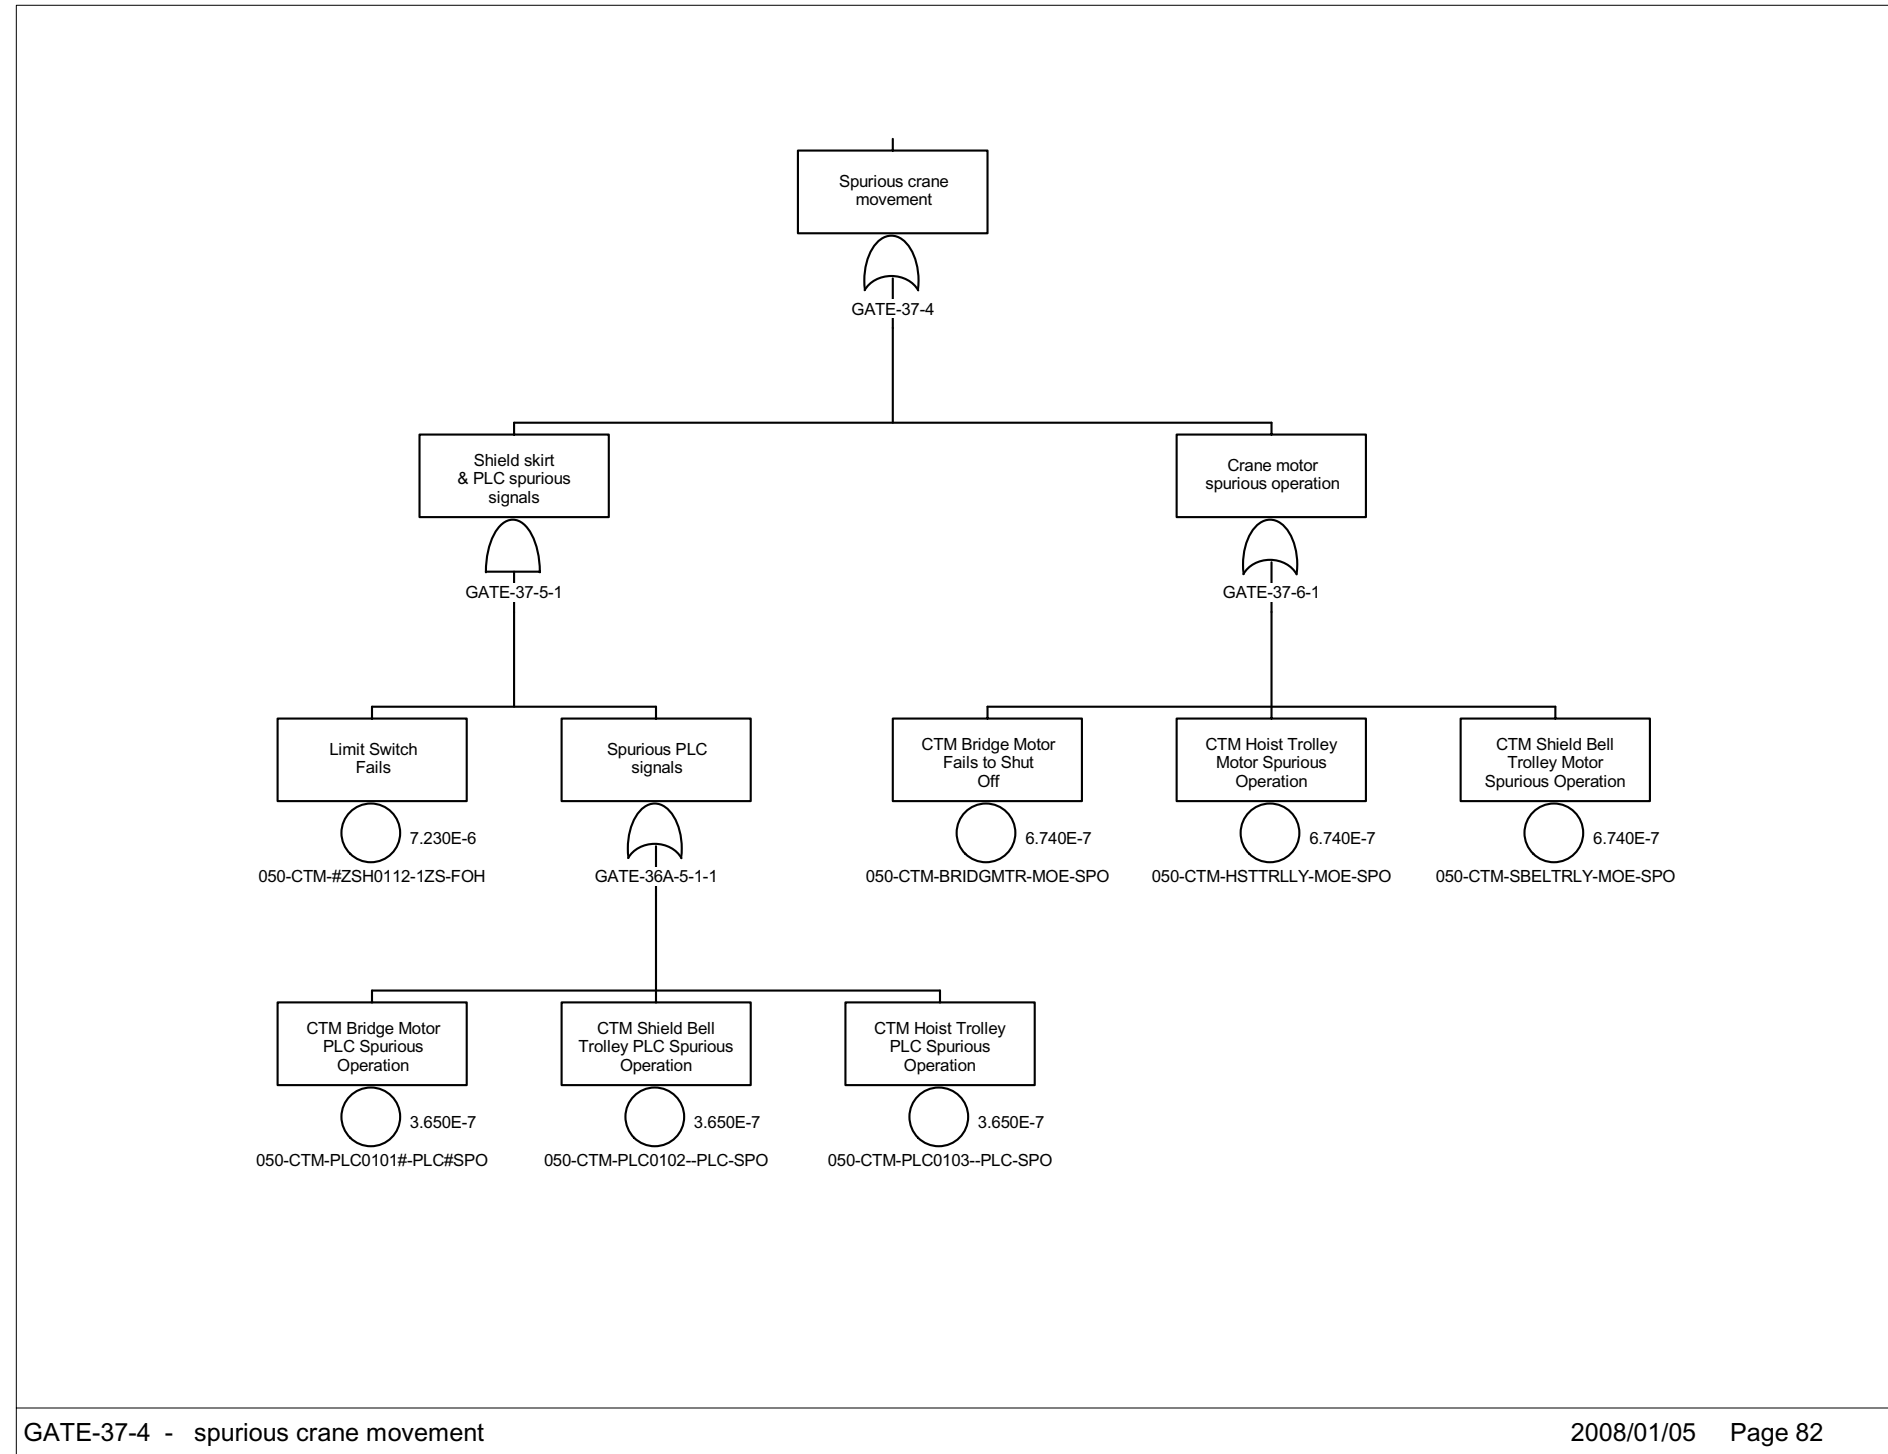 Spurious crane
movement
GATE-37-4
Shield skirt
& PLC spurious
signals
GATE-37-5-1
Crane motor
spurious operation
GATE-37-6-1
Limit Switch
Fails
7.230E-6
050-CTM-#ZSH0112-1ZS-FOH
Spurious PLC
signals
GATE-36A-5-1-1
CTM Bridge Motor
Fails to Shut
Off
6.740E-7
050-CTM-BRIDGMTR-MOE-SPO
CTM Hoist Trolley
Motor Spurious
Operation
6.740E-7
050-CTM-HSTTRLLY-MOE-SPO
CTM Shield Bell
Trolley Motor
Spurious Operation
6.740E-7
050-CTM-SBELTRLY-MOE-SPO
CTM Bridge Motor
PLC Spurious
Operation
3.650E-7
050-CTM-PLC0101#-PLC#SPO
CTM Shield Bell
Trolley PLC Spurious
Operation
3.650E-7
050-CTM-PLC0102--PLC-SPO
CTM Hoist Trolley
PLC Spurious
Operation
3.650E-7
050-CTM-PLC0103--PLC-SPO
GATE-37-4 - spurious crane movement
2008/01/05 Page 82